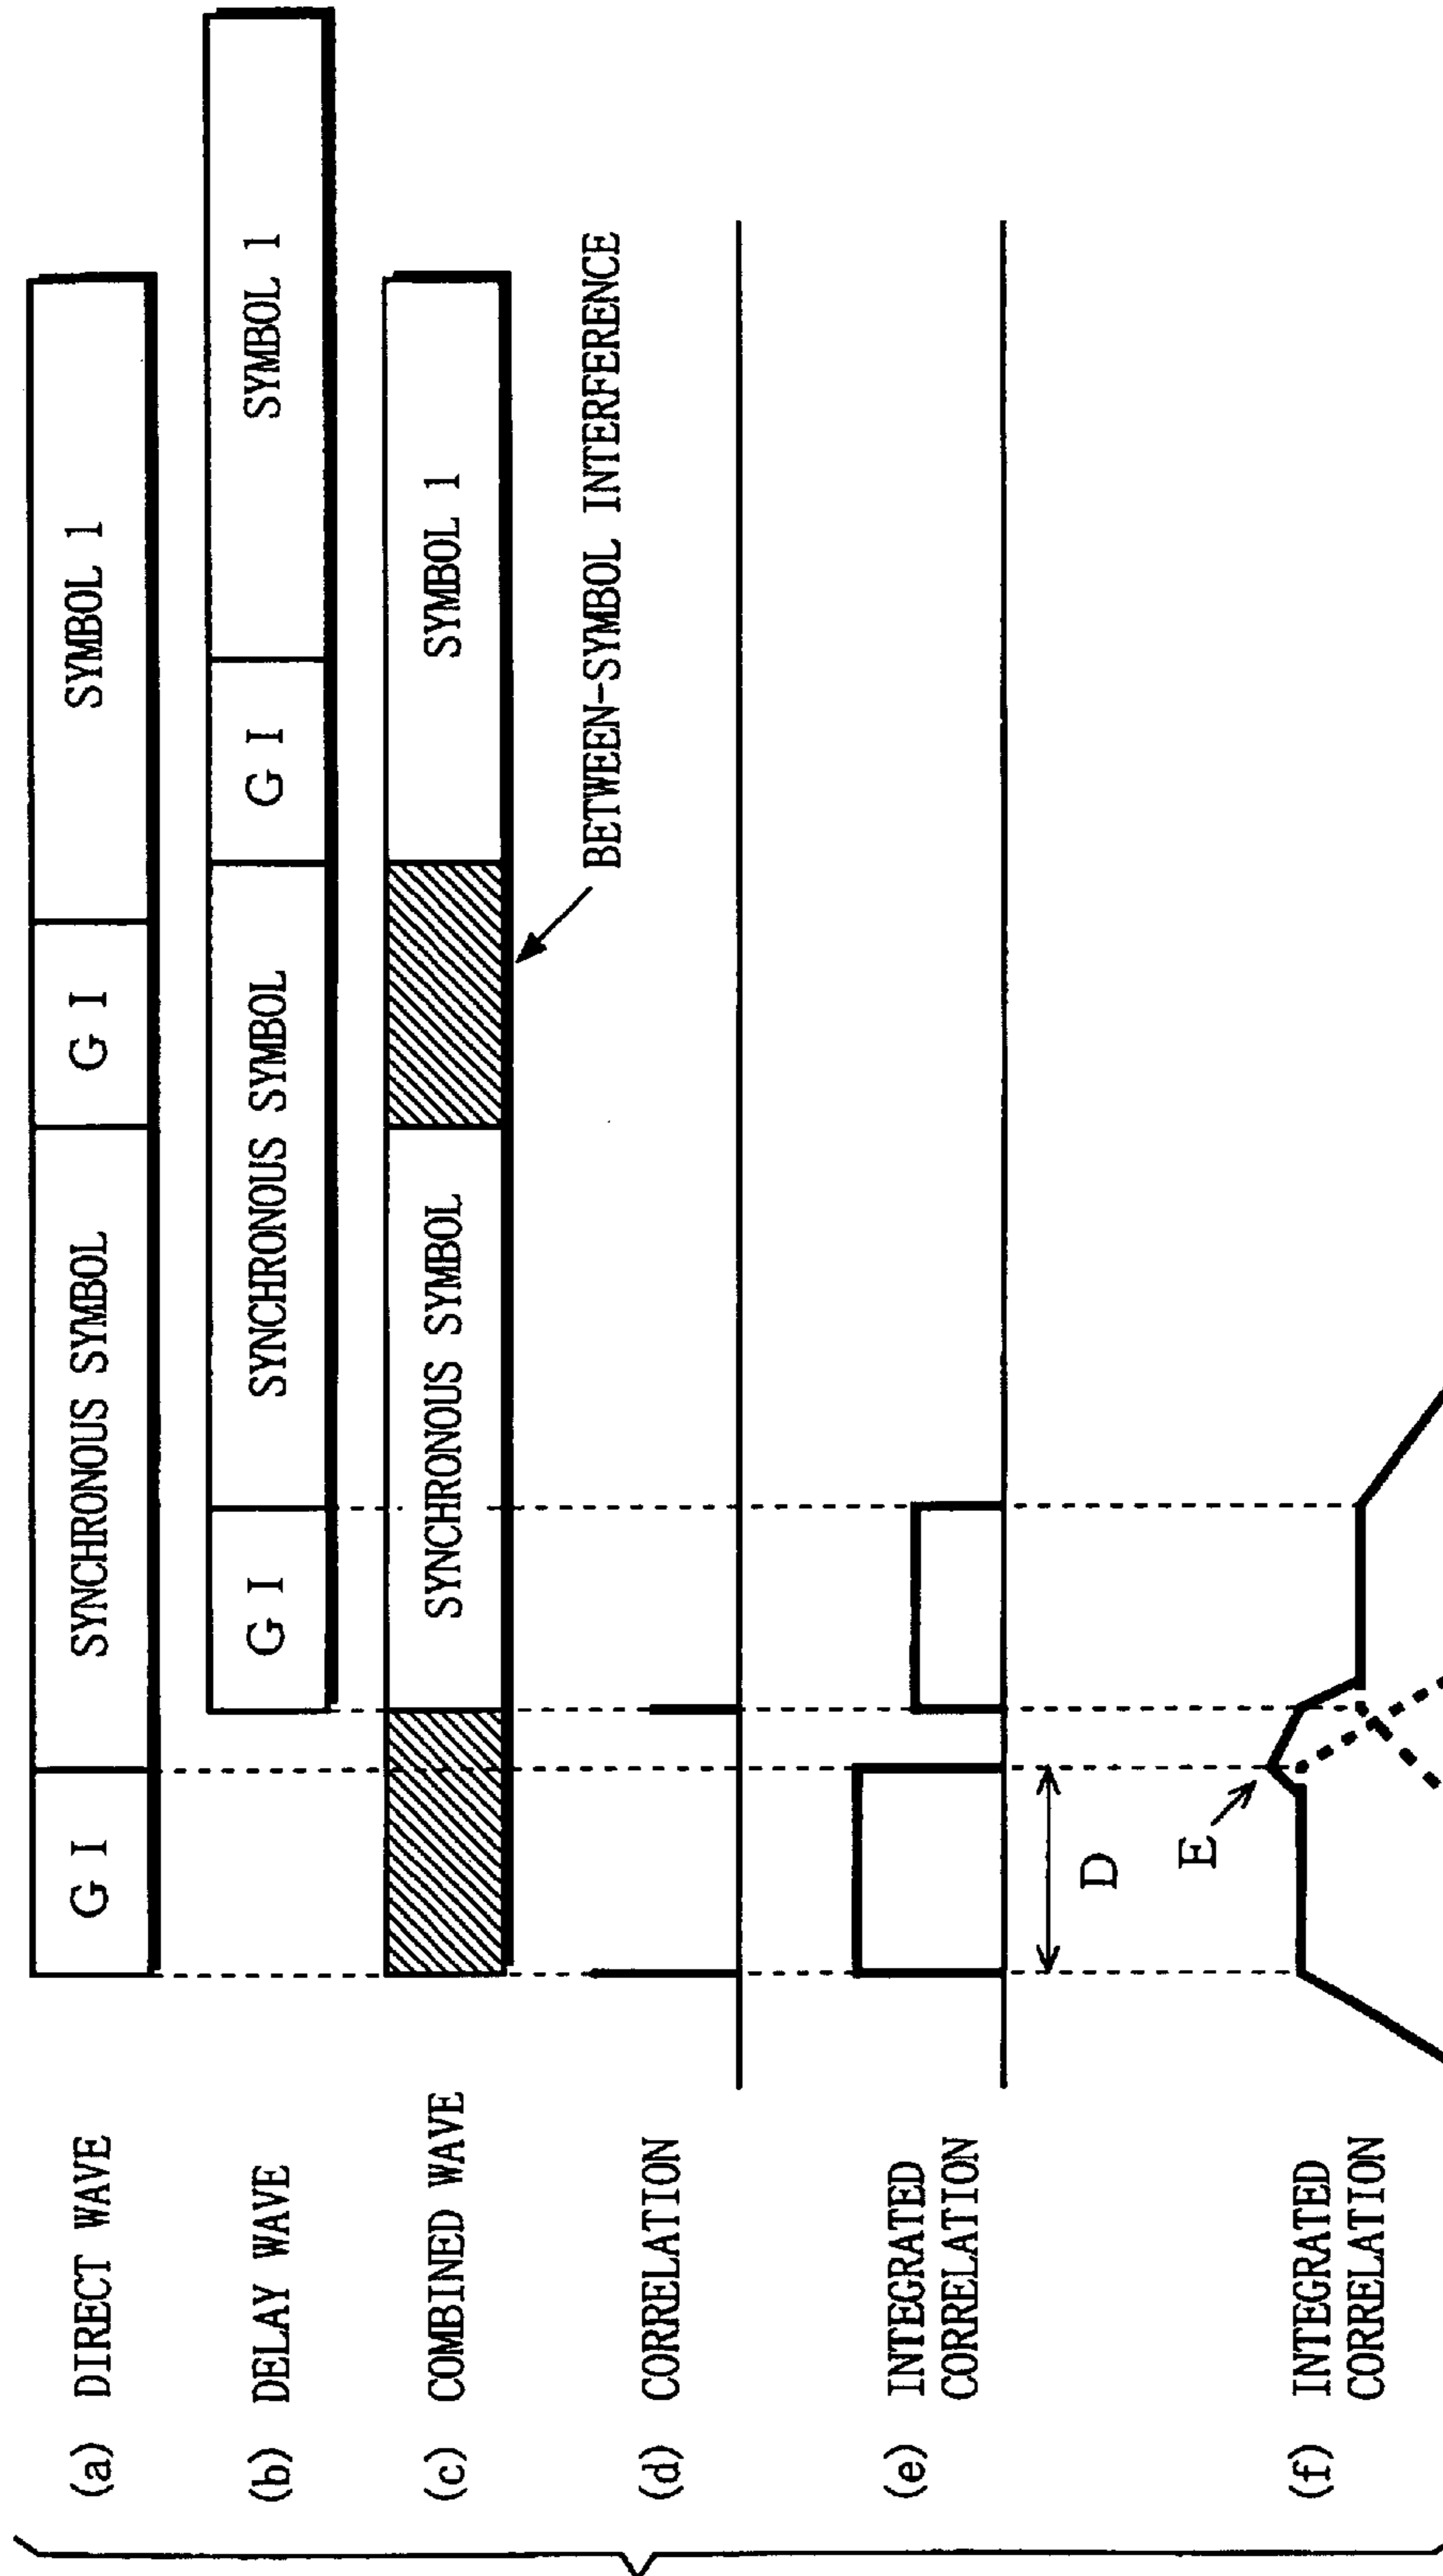 (a) DIRECT WAVE
G I
SYNCHRONOUS SYMBOL
G I
SYMBOL 1
(b) DELAY WAVE
G I
SYNCHRONOUS SYMBOL
G I
SYMBOL 1
(c) COMBINED WAVE
SYNCHRONOUS SYMBOL
SYMBOL 1
BETWEEN-SYMBOL INTERFERENCE
(d) CORRELATION
(e) INTEGRATED
CORRELATION
D
E
(f) INTEGRATED
CORRELATION